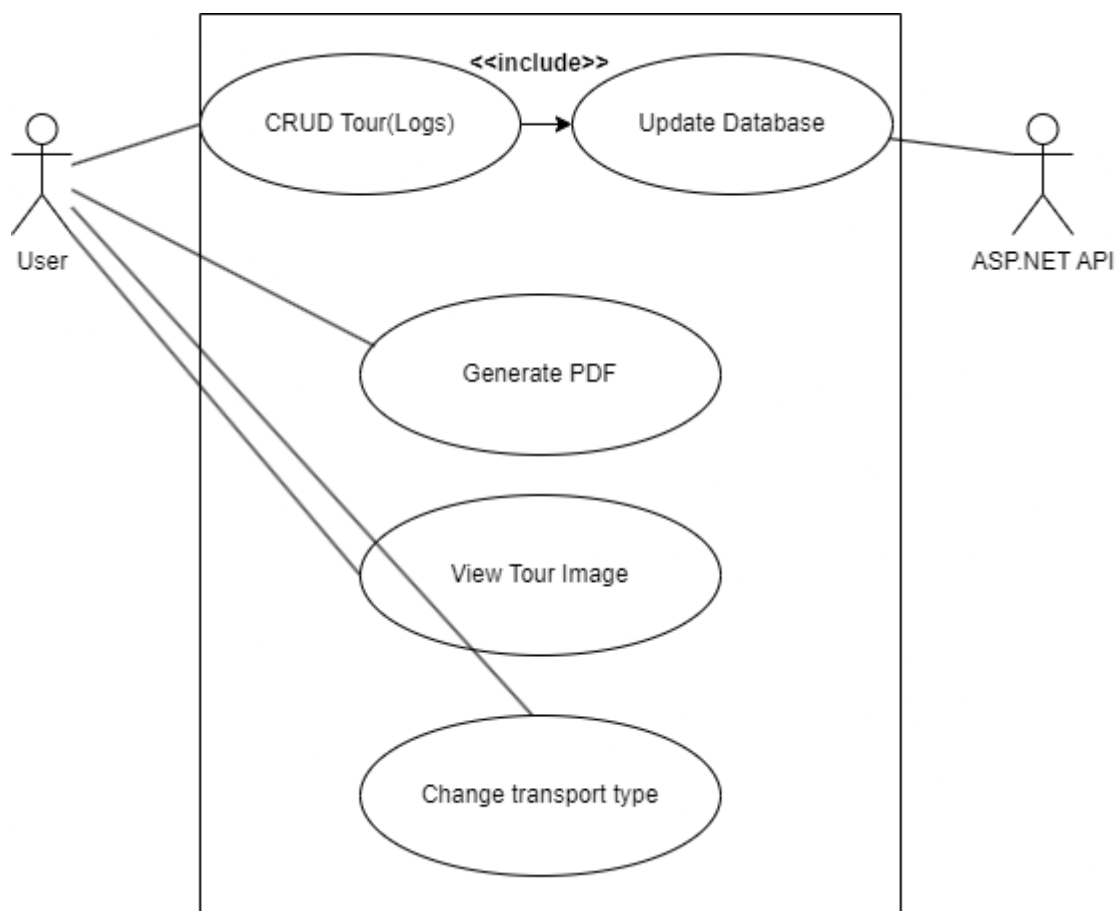 <<include>>
CRUD Tour(Logs)
Update Database
User
ASP.NET API
Generate PDF
View Tour Image
Change transport type